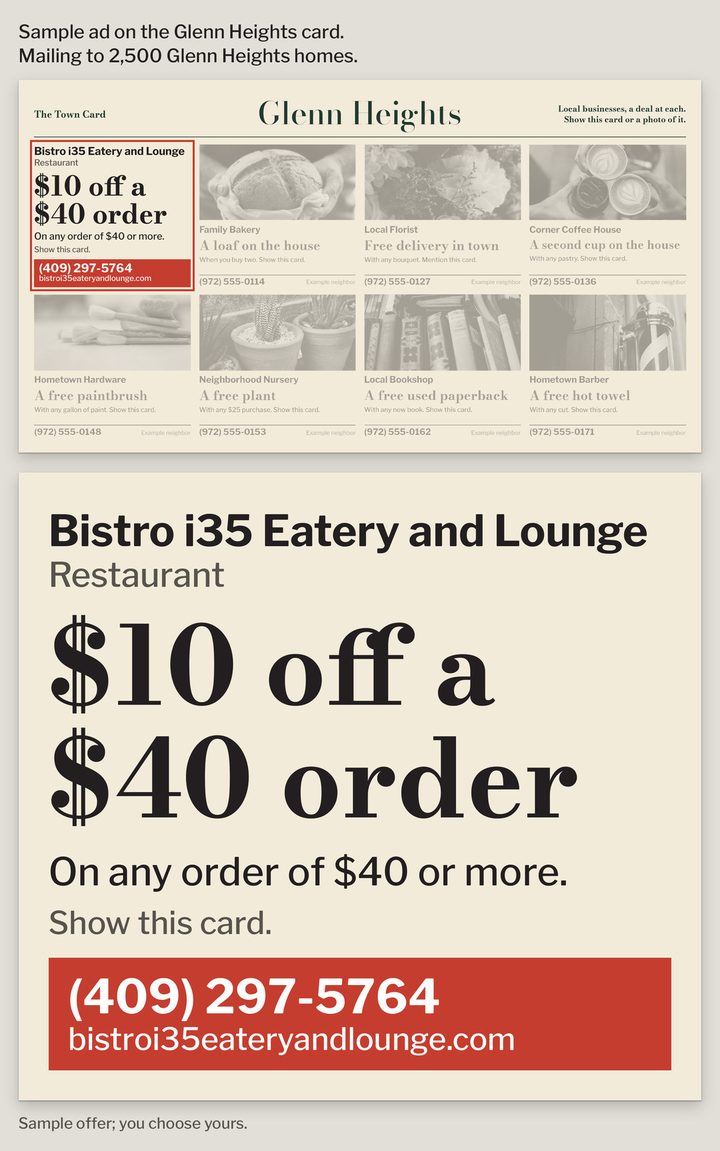 Sample ad on the Glenn Heights card.
Mailing to 2,500 Glenn Heights homes.
The Town Card
Glenn Heights
Local businesses, a deal at each.
Show this card or a photo of it.
Bistro i35 Eatery and Lounge
Restaurant
$10 off a
$40 order
On any order of $40 or more.
Show this card.
(409) 297-5764
bistroi35eateryandlounge.com
Family Bakery
A loaf on the house
When you buy two. Show this card.
(972) 555-0114
Local Florist
Free delivery in town
With any bouquet. Mention this card.
(972) 555-0127
Corner Coffee House
A second cup on the house
With any pastry. Show this card.
(972) 555-0136 Example neighbor
Hometown Hardware
A free paintbrush
With any gallon of paint. Show this card.
(972) 555-0148 Example neighbor
Neighborhood Nursery
A free plant
With any $25 purchase. Show this card.
(972) 555-0153 Example neighbor
Local Bookshop
A free used paperback
With any new book. Show this card.
(972) 555-0162 Example neighbor
Hometown Barber
A free hot towel
With any cut. Show this card.
(972) 555-0171 Example neighbor
Bistro i35 Eatery and Lounge
Restaurant
$10 off a
$40 order
On any order of $40 or more.
Show this card.
(409) 297-5764
bistroi35eateryandlounge.com
Sample offer; you choose yours.